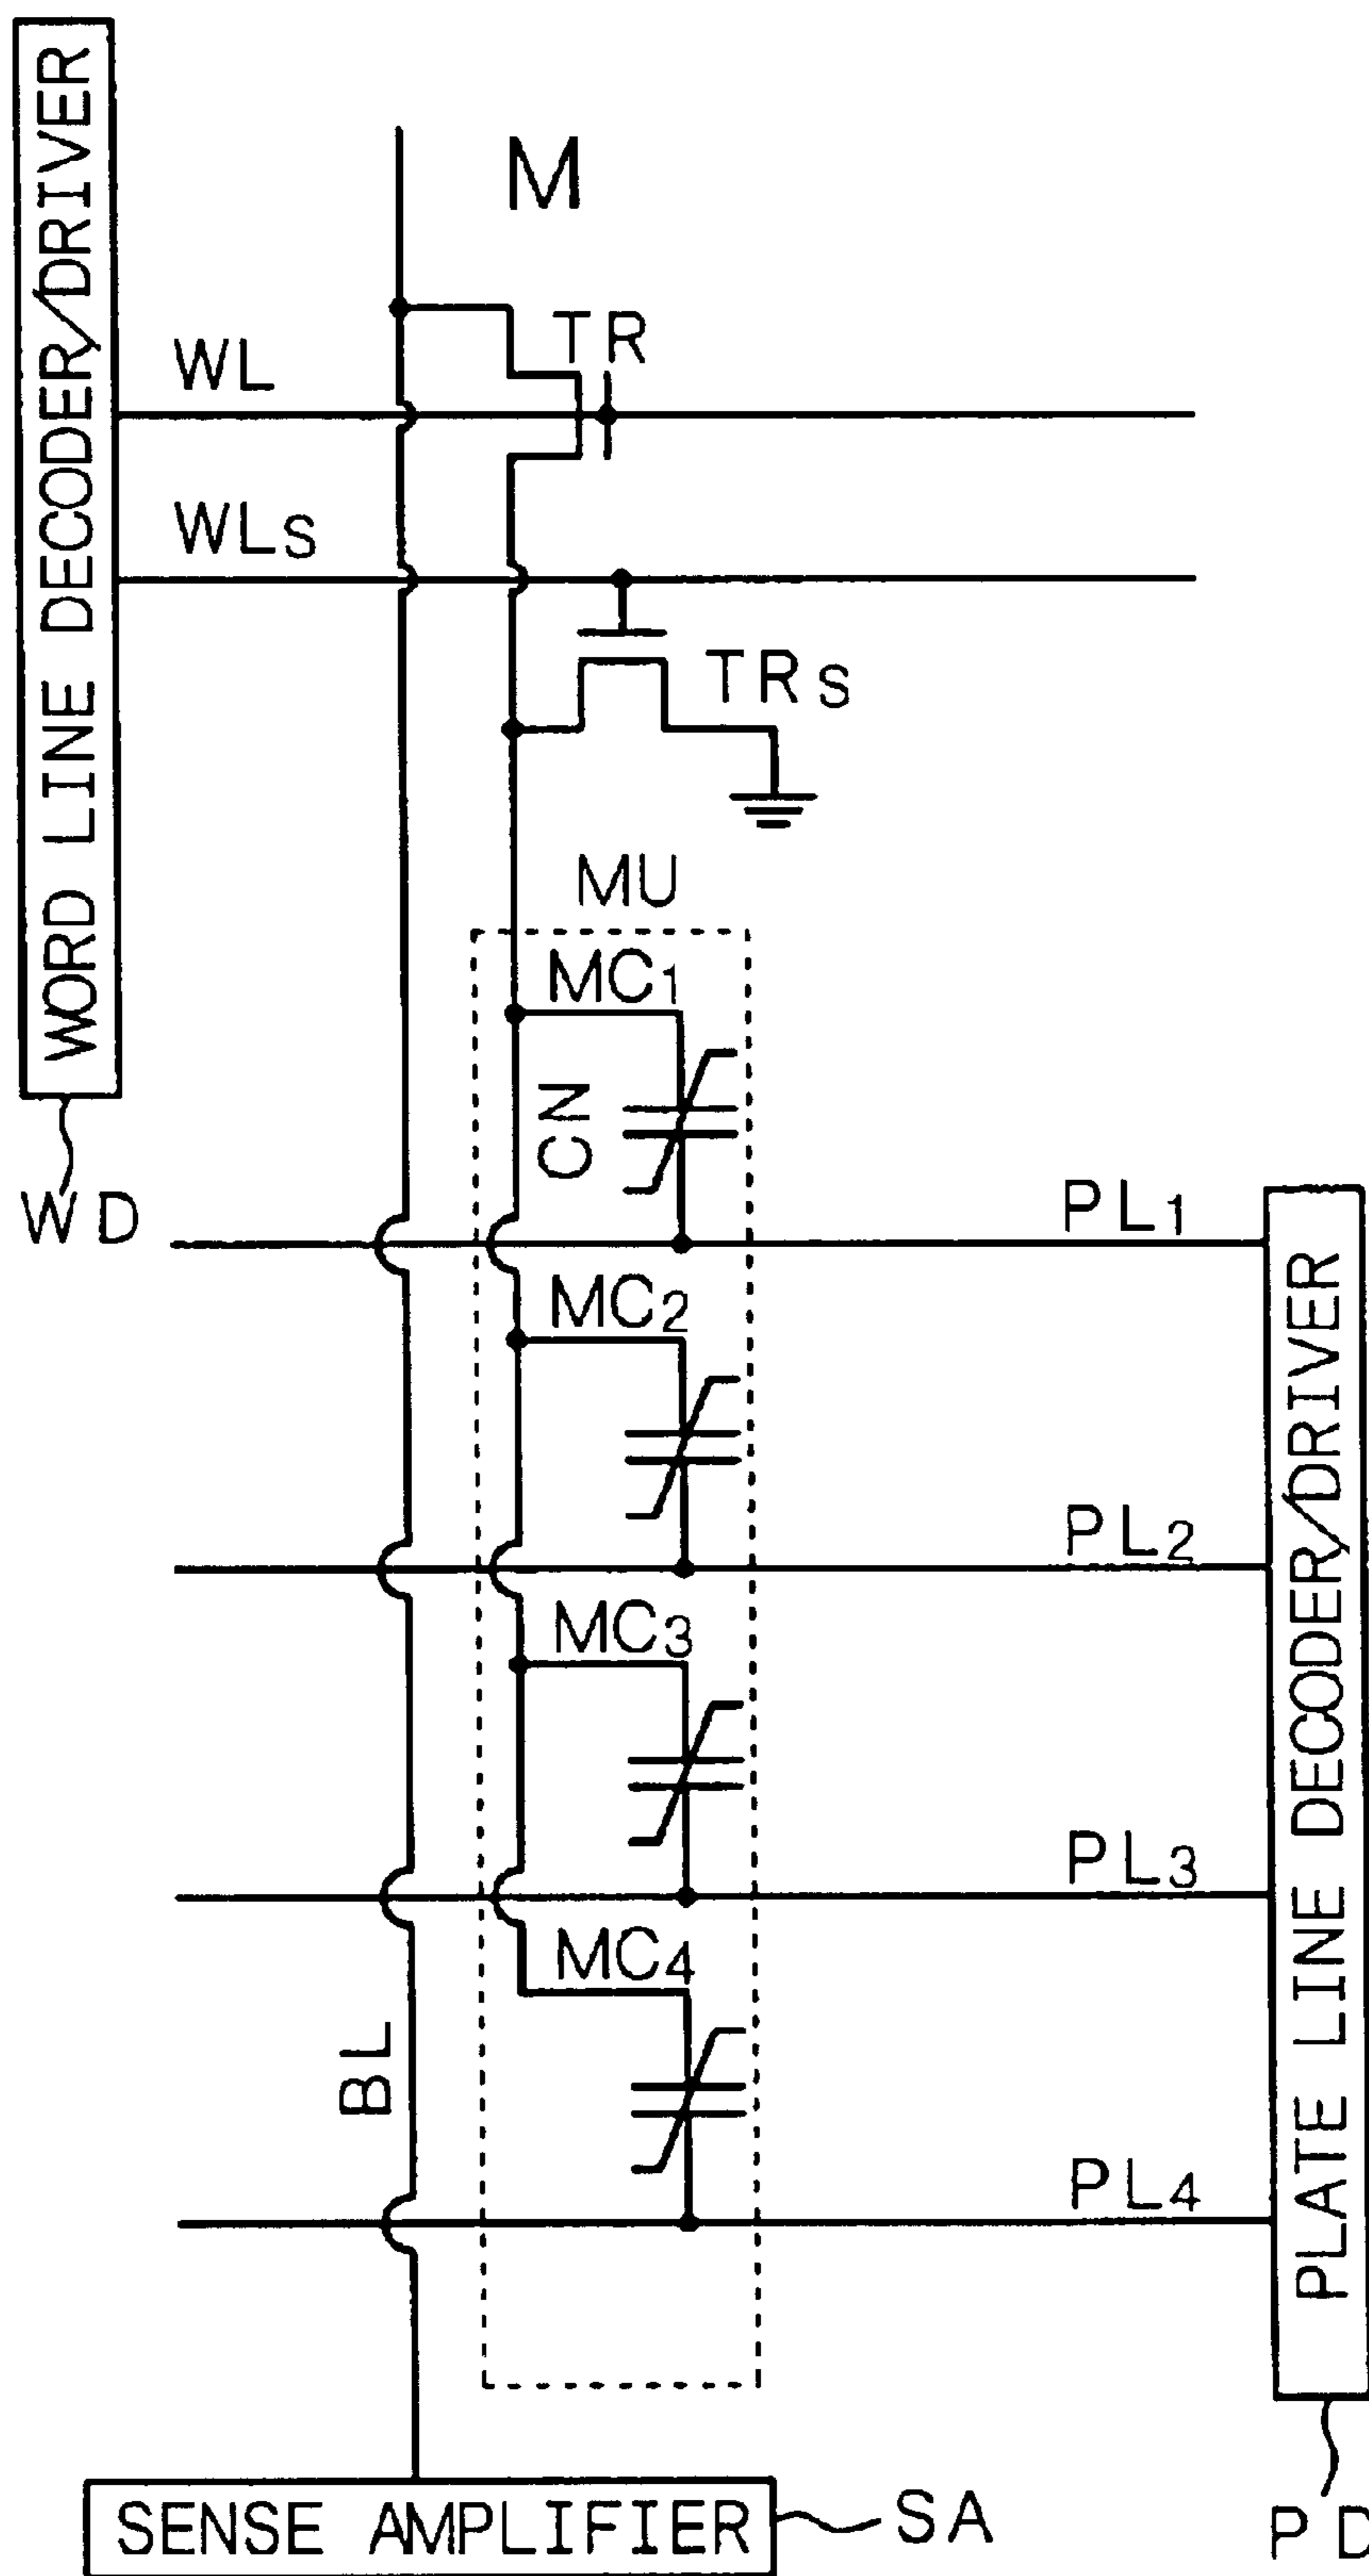 WORD LINE DECODER/DRIVER
M
TR
WL
WLS
TRS
MU
MC1
CN
WD
PL1
MC2
PL2
MC3
PL3
MC4
BL
PL4
PLATE LINE DECODER/DRIVER
SENSE AMPLIFIER
SA
PD